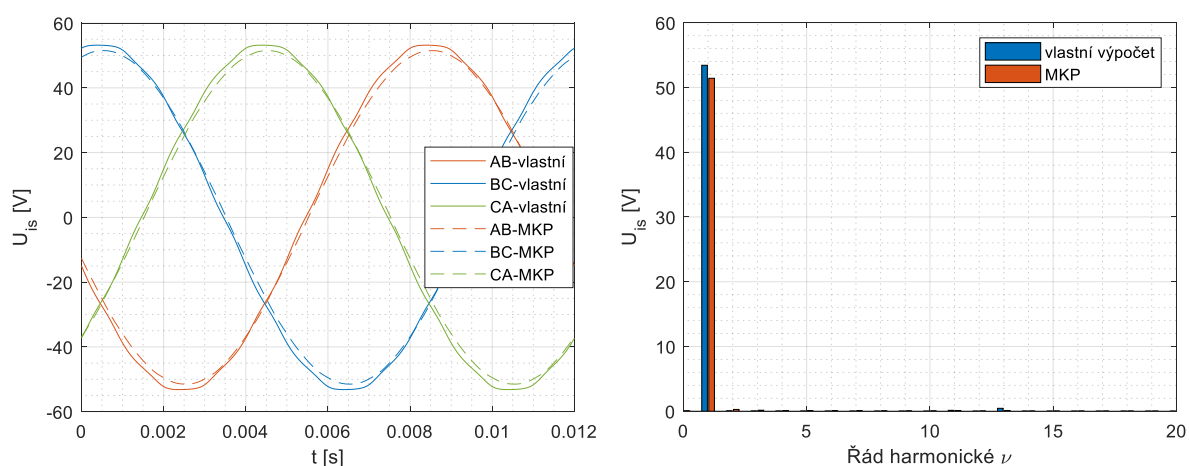 60
40
20
0
-20
-40
-60
U_is [V]
0
0.002
0.004
0.006
0.008
0.01
0.012
t [s]
AB-vlastní
BC-vlastní
CA-vlastní
AB-MKP
BC-MKP
CA-MKP
60
50
40
30
20
10
0
U_is [V]
0
5
10
15
20
Řád harmonické ν
vlastní výpočet
MKP